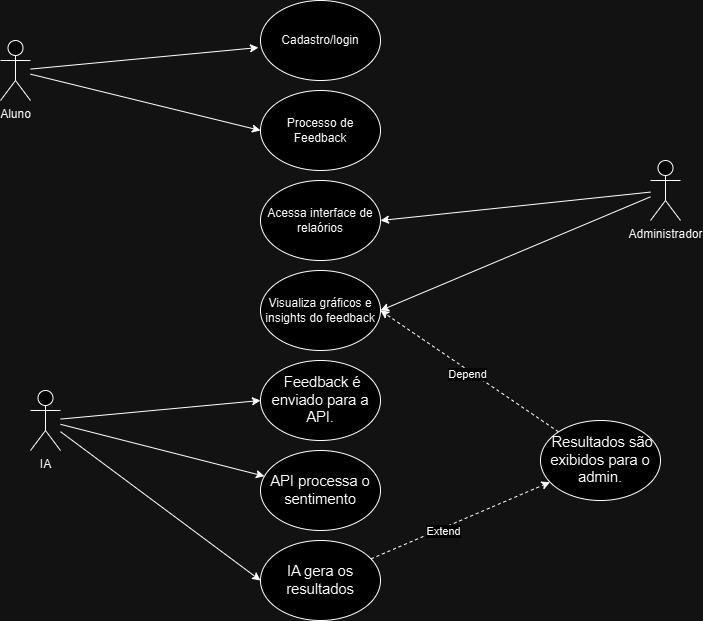 Cadastro/login
Aluno
Processo de
Feedback
Acessa interface de
relaórios
Administrador
Visualiza gráficos e
insights do feedback
Depend
Feedback é
enviado para a
API.
IA
Resultados são
exibidos para o
admin.
API processa o
sentimento
Extend
IA gera os
resultados